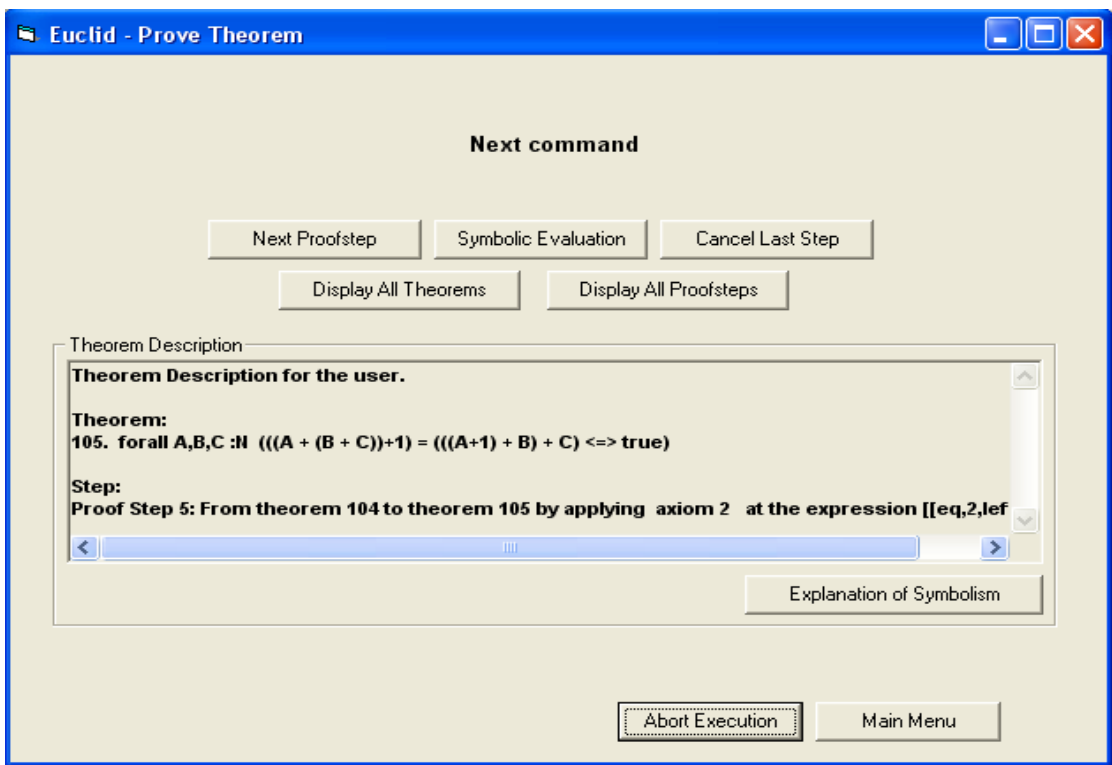 Euclid - Prove Theorem
Next command
Next Proofstep
Symbolic Evaluation
Cancel Last Step
Display All Theorems
Display All Proofsteps
Theorem Description
Theorem Description for the user.
Theorem:
105. forall A,B,C :N (((A + (B + C))+1) = (((A+1) + B) + C) <=> true)
Step:
Proof Step 5: From theorem 104 to theorem 105 by applying axiom 2 at the expression [[eq,2,lef
Explanation of Symbolism
Abort Execution
Main Menu